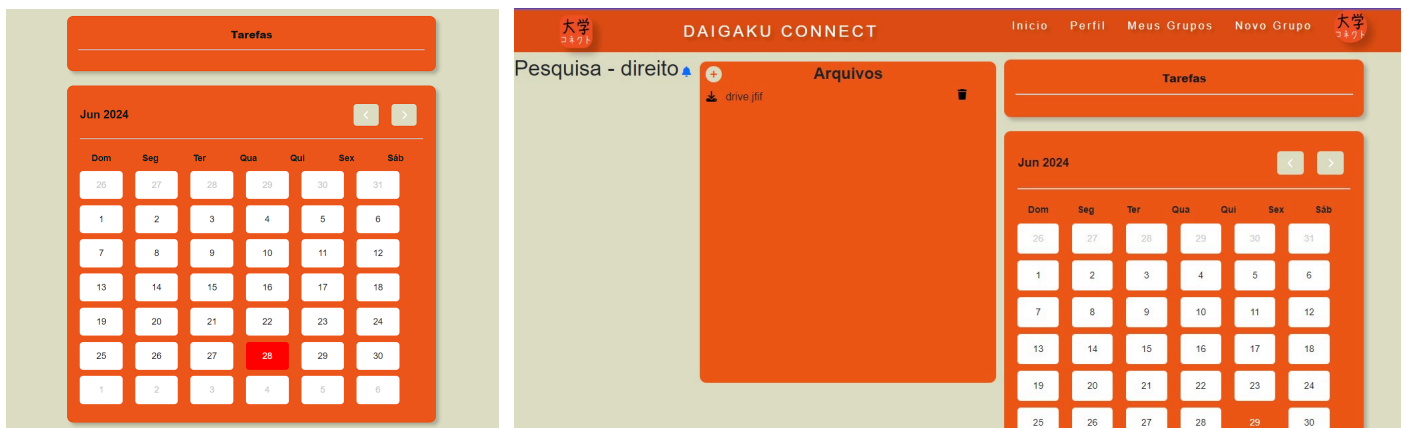 Tarefas
Jun 2024
Dom Seg Ter Qua Qui Sex Sáb
26 27 28 29 30 31
1 2 3 4 5 6
7 8 9 10 11 12
13 14 15 16 17 18
19 20 21 22 23 24
25 26 27 28 29 30
1 2 3 4 5 6
大学
コネクト
DAIGAKU CONNECT
Inicio Perfil Meus Grupos Novo Grupo
大学
コネクト
Pesquisa - direito
Arquivos
drive.jfif
Tarefas
Jun 2024
Dom Seg Ter Qua Qui Sex Sáb
26 27 28 29 30 31
1 2 3 4 5 6
7 8 9 10 11 12
13 14 15 16 17 18
19 20 21 22 23 24
25 26 27 28 29 30